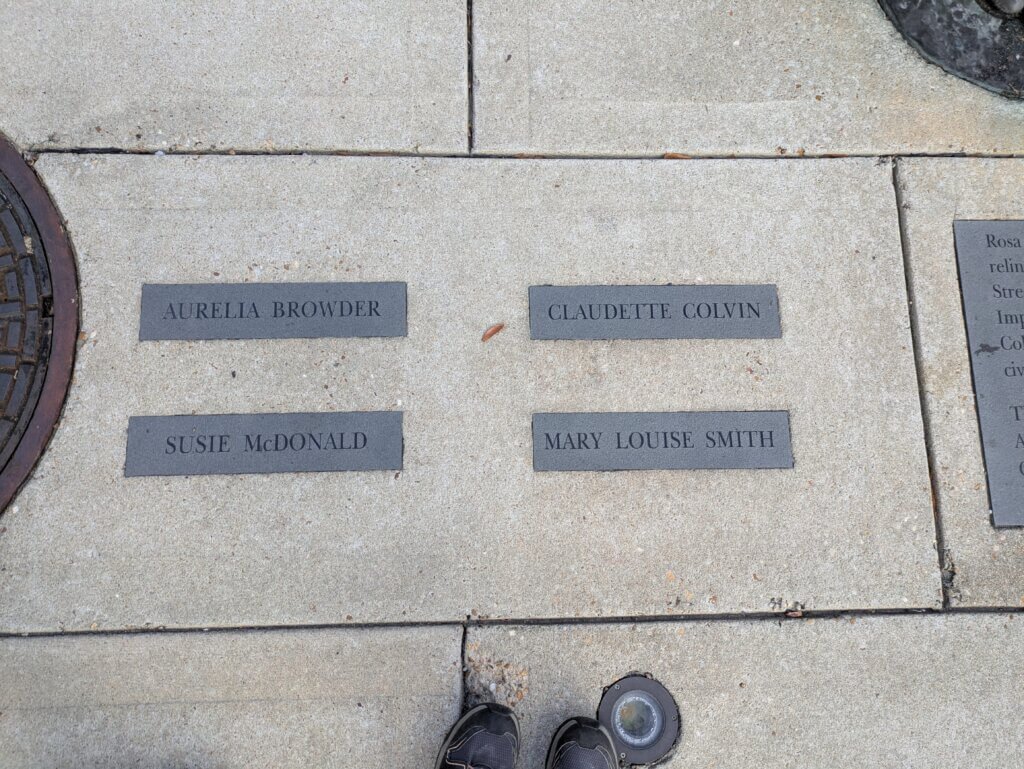 AURELIA BROWDER
CLAUDETTE COLVIN
SUSIE McDONALD
MARY LOUISE SMITH
Rosa
relin
Stre
Imp
Col
civ
T
A